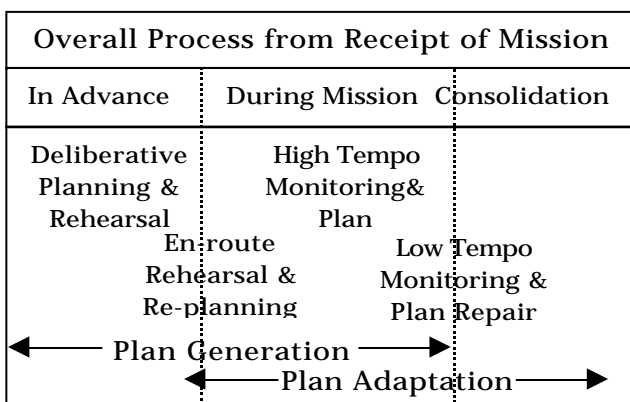 Overall Process from Receipt of Mission
In Advance
During Mission
Consolidation
Deliberative
Planning &
Rehearsal
High Tempo
Monitoring&
Plan
En-route
Rehearsal &
Re-planning
Low Tempo
Monitoring &
Plan Repair
Plan Generation
Plan Adaptation